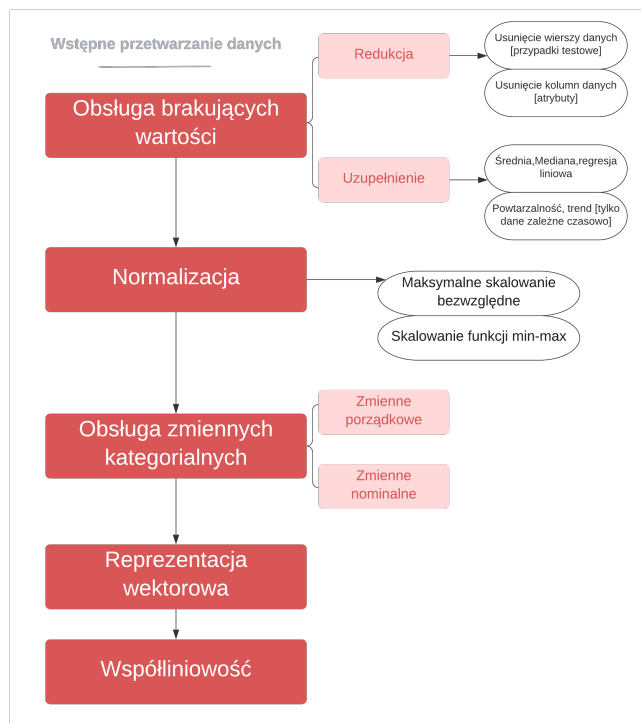 Wstępne przetwarzanie danych
Obsługa brakujących
wartości
Redukcja
Usunięcie wierszy danych
[przypadki testowe]
Usunięcie kolumn danych
[atrybuty]
Uzupełnienie
Średnia,Mediana,regresja
liniowa
Powtarzalność, trend [tylko
dane zależne czasowo]
Normalizacja
Maksymalne skalowanie
bezwzględne
Skalowanie funkcji min-max
Obsługa zmiennych
kategorialnych
Zmienne
porządkowe
Zmienne
nominalne
Reprezentacja
wektorowa
Współliniowość